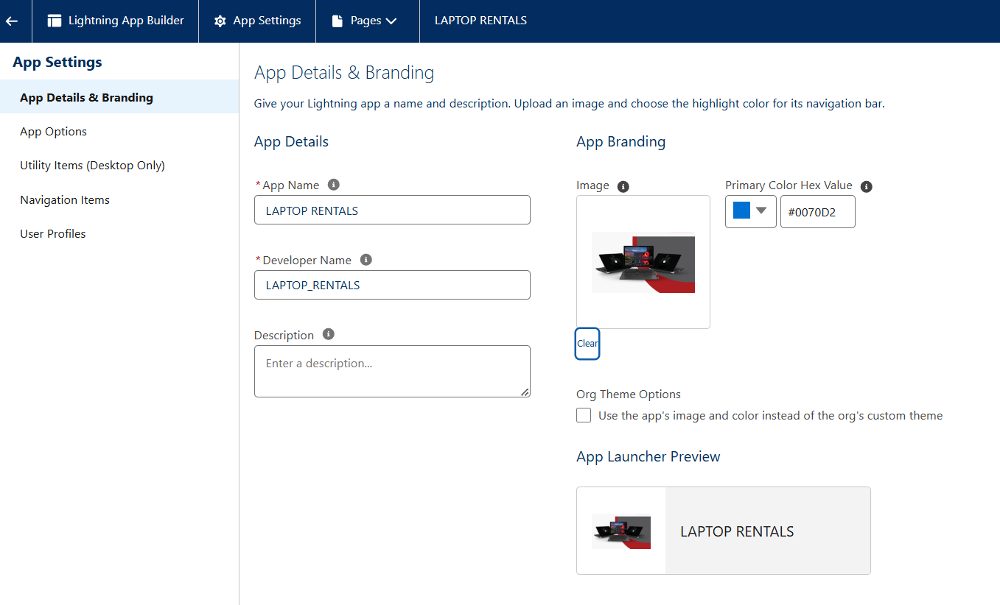 Lightning App Builder
App Settings
Pages
LAPTOP RENTALS
App Settings
App Details & Branding
App Options
Utility Items (Desktop Only)
Navigation Items
User Profiles
App Details & Branding
Give your Lightning app a name and description. Upload an image and choose the highlight color for its navigation bar.
App Details
*App Name
LAPTOP RENTALS
*Developer Name
LAPTOP_RENTALS
Description
Enter a description...
App Branding
Image
Clear
Primary Color Hex Value
#0070D2
Org Theme Options
Use the app's image and color instead of the org's custom theme
App Launcher Preview
LAPTOP RENTALS